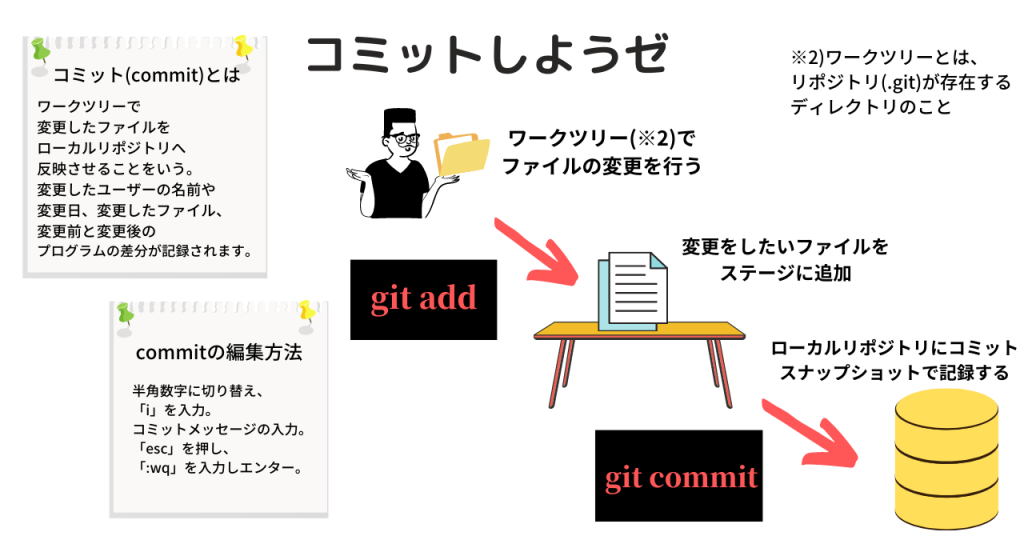 コミットしようゼ
※2)ワークツリーとは、
リポジトリ(.git)が存在する
ディレクトリのこと
コミット(commit)とは
ワークツリーで
変更したファイルを
ローカルリポジトリへ
反映させることをいう。
変更したユーザーの名前や
変更日、変更したファイル、
変更前と変更後の
プログラムの差分が記録されます。
ワークツリー(※2)で
ファイルの変更を行う
git add
変更をしたいファイルを
ステージに追加
commitの編集方法
半角数字に切り替え、
「i」を入力。
コミットメッセージの入力。
「esc」を押し、
「:wq」を入力しエンター。
ローカルリポジトリにコミット
スナップショットで記録する
git commit